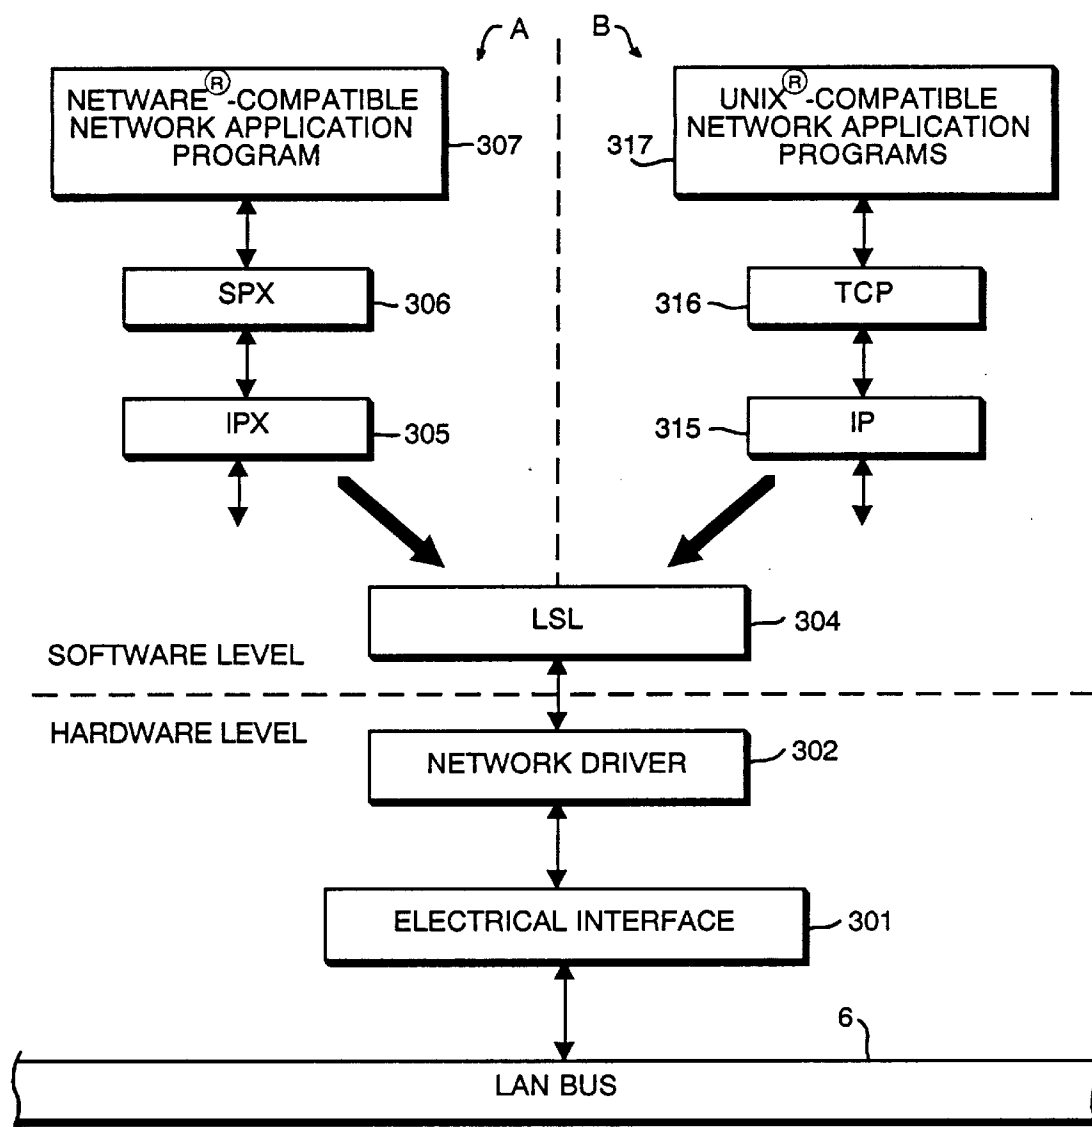 A
B
NETWARE®-COMPATIBLE
NETWORK APPLICATION
PROGRAM
307
UNIX®-COMPATIBLE
NETWORK APPLICATION
PROGRAMS
317
SPX
306
316
TCP
IPX
305
315
IP
LSL
304
SOFTWARE LEVEL
HARDWARE LEVEL
NETWORK DRIVER
302
ELECTRICAL INTERFACE
301
6
LAN BUS